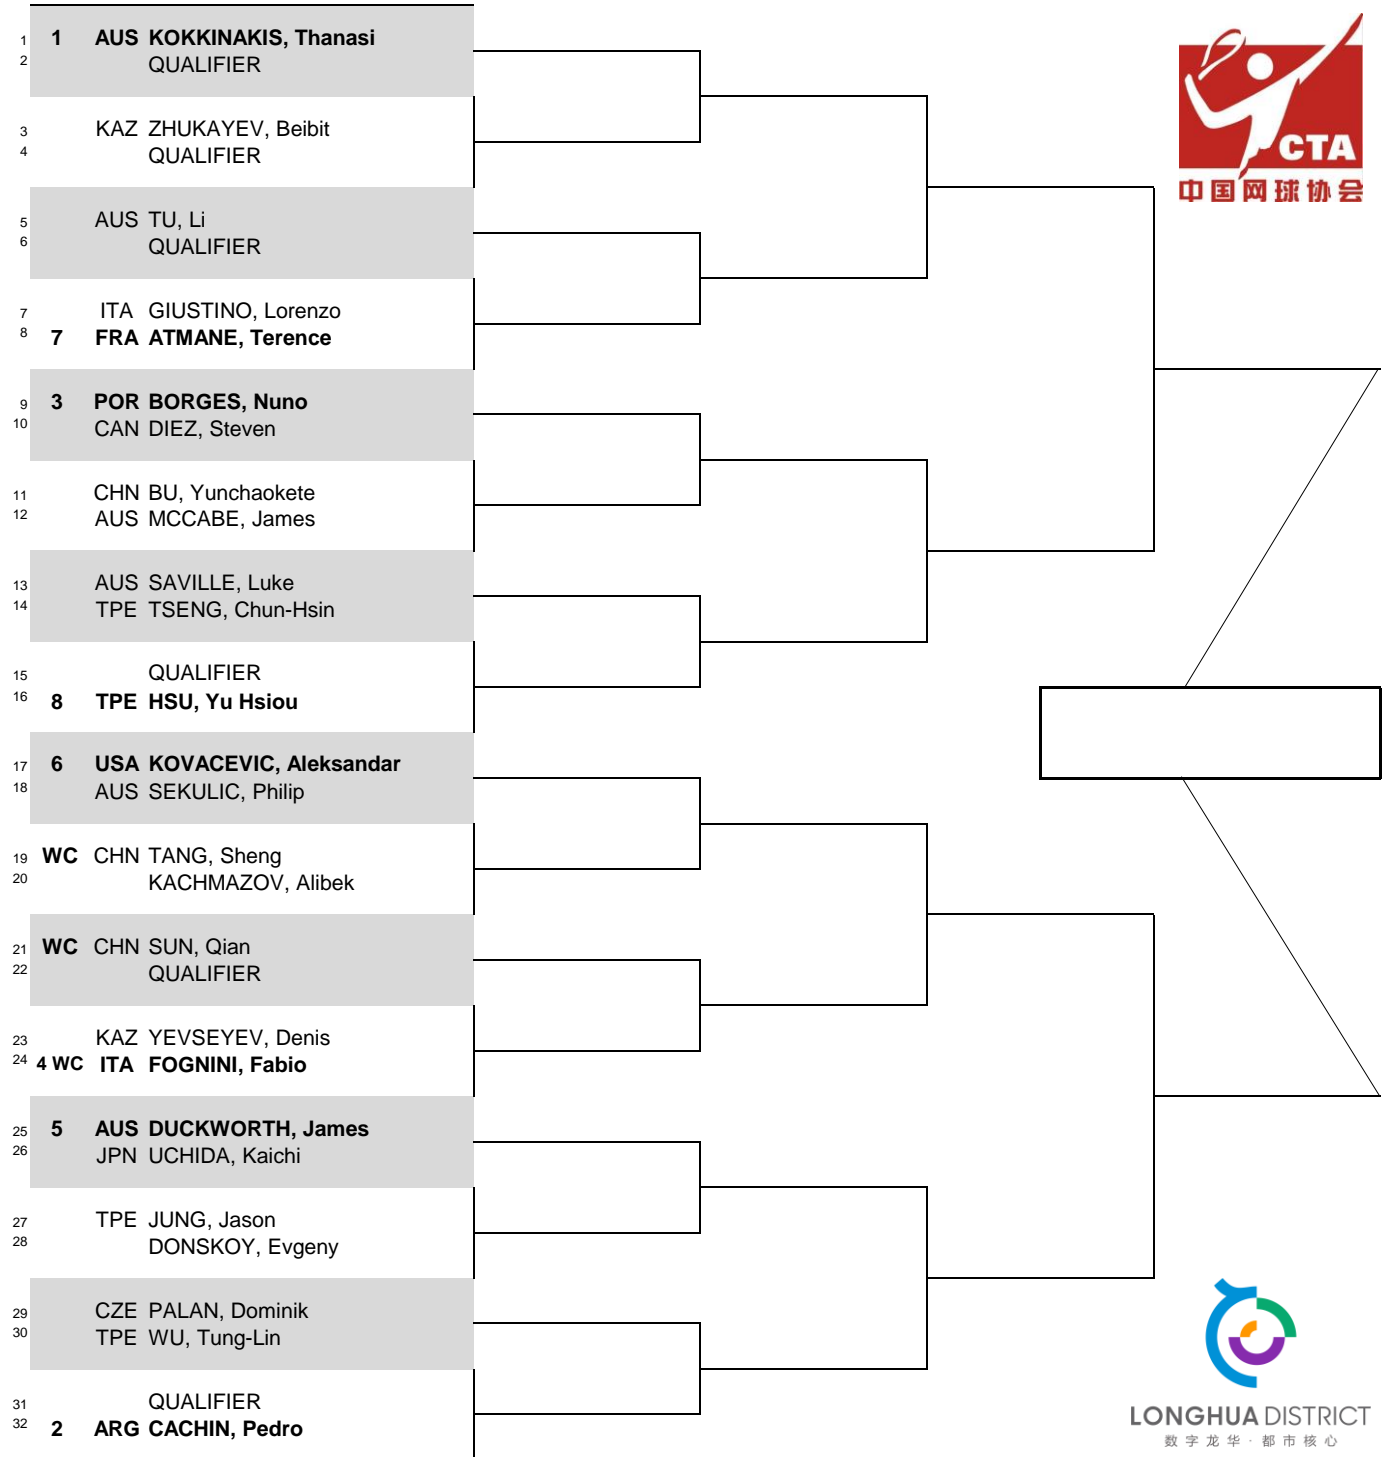 1 1 AUS KOKKINAKIS, Thanasi
2 QUALIFIER
3 KAZ ZHUKAYEV, Beibit
4 QUALIFIER
5 AUS TU, Li
6 QUALIFIER
7 ITA GIUSTINO, Lorenzo
8 7 FRA ATMANE, Terence
9 3 POR BORGES, Nuno
10 CAN DIEZ, Steven
11 CHN BU, Yunchaokete
12 AUS MCCABE, James
13 AUS SAVILLE, Luke
14 TPE TSENG, Chun-Hsin
15 QUALIFIER
16 8 TPE HSU, Yu Hsiou
17 6 USA KOVACEVIC, Aleksandar
18 AUS SEKULIC, Philip
19 WC CHN TANG, Sheng
20 KACHMAZOV, Alibek
21 WC CHN SUN, Qian
22 QUALIFIER
23 KAZ YEVSEYEV, Denis
24 4 WC ITA FOGNINI, Fabio
25 5 AUS DUCKWORTH, James
26 JPN UCHIDA, Kaichi
27 TPE JUNG, Jason
28 DONSKOY, Evgeny
29 CZE PALAN, Dominik
30 TPE WU, Tung-Lin
31 QUALIFIER
32 2 ARG CACHIN, Pedro
CTA
中国网球协会
LONGHUA DISTRICT
数字龙华·都市核心